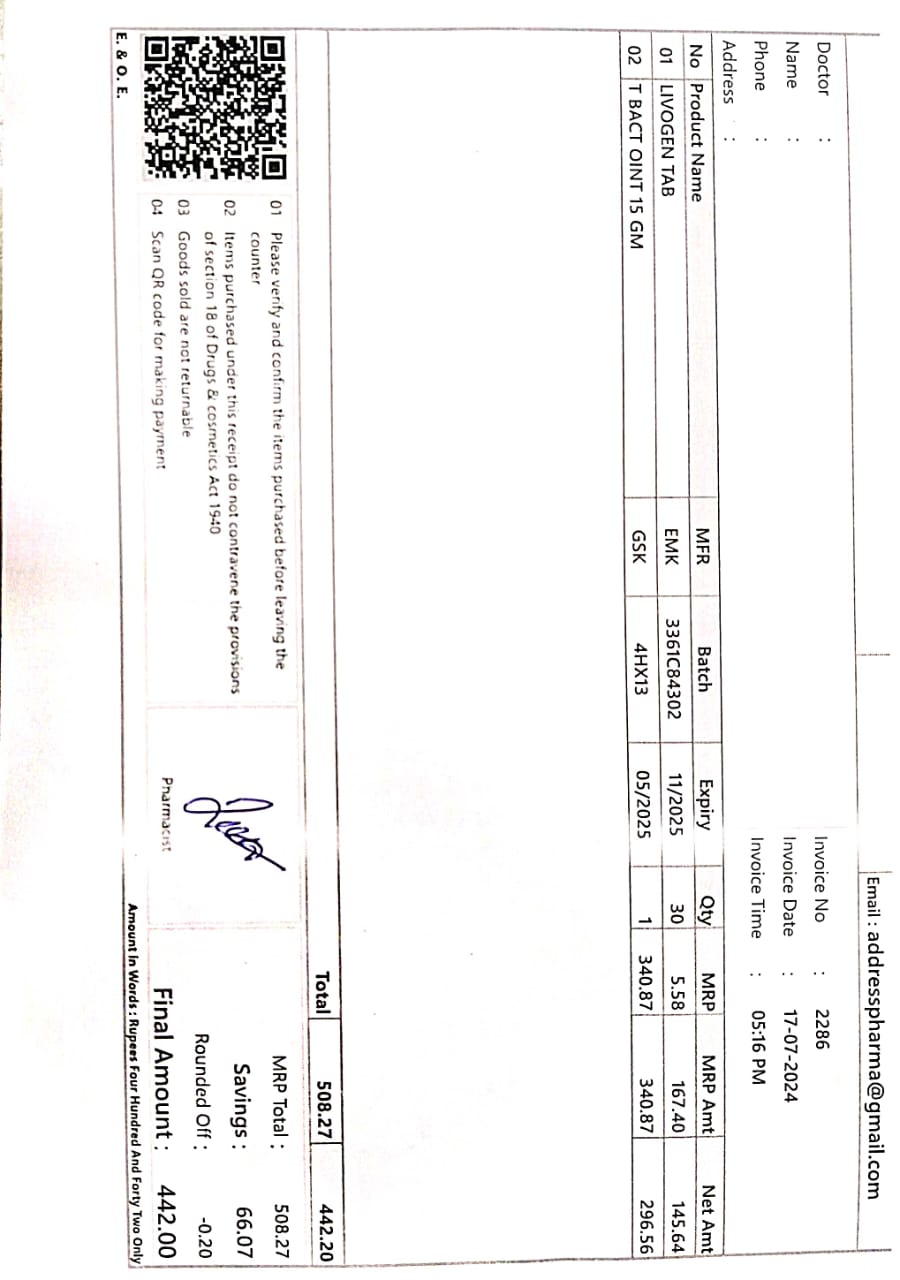 Email : addresspharma@gmail.com
Doctor :
Name :
Phone :
Address :
Invoice No : 2286
Invoice Date : 17-07-2024
Invoice Time : 05:16 PM
No Product Name MFR Batch Expiry Qty MRP MRP Amt Net Amt
01 LIVOGEN TAB EMK 3361C84302 11/2025 30 5.58 167.40 145.64
02 T BACT OINT 15 GM GSK 4HX13 05/2025 1 340.87 340.87 296.56
Total 508.27 442.20
01 Please verify and confirm the items purchased before leaving the
counter
02 Items purchased under this receipt do not contravene the provisions
of section 18 of Drugs & cosmetics Act 1940
03 Goods sold are not returnable
04 Scan QR code for making payment
E. & O. E.
Pharmacist
MRP Total : 508.27
Savings : 66.07
Rounded Off : -0.20
Final Amount : 442.00
Amount In Words : Rupees Four Hundred And Forty Two Only